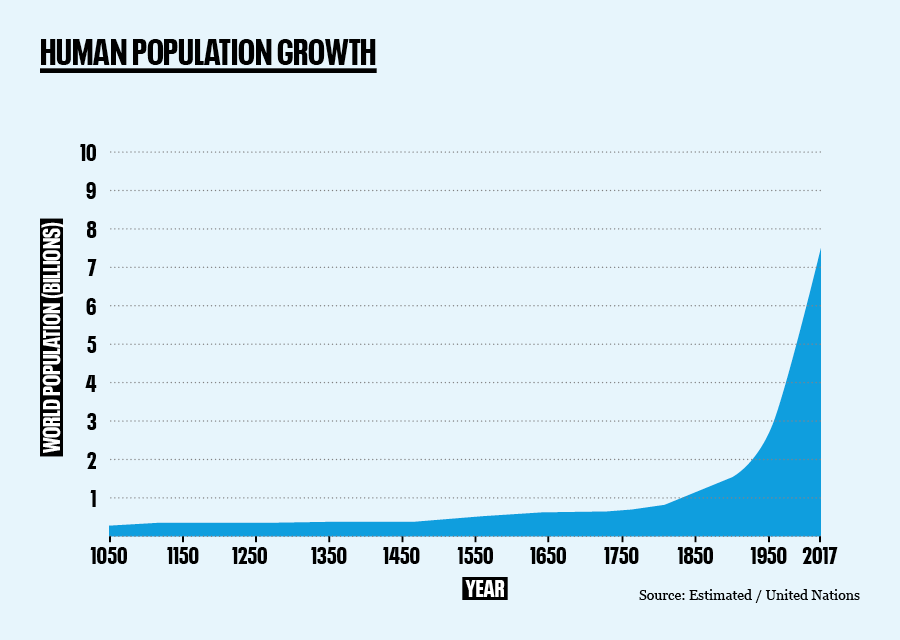 HUMAN POPULATION GROWTH
10
9
8
7
6
5
4
3
2
1
WORLD POPULATION (BILLIONS)
1050 1150 1250 1350 1450 1550 1650 1750 1850 1950 2017
YEAR
Source: Estimated / United Nations